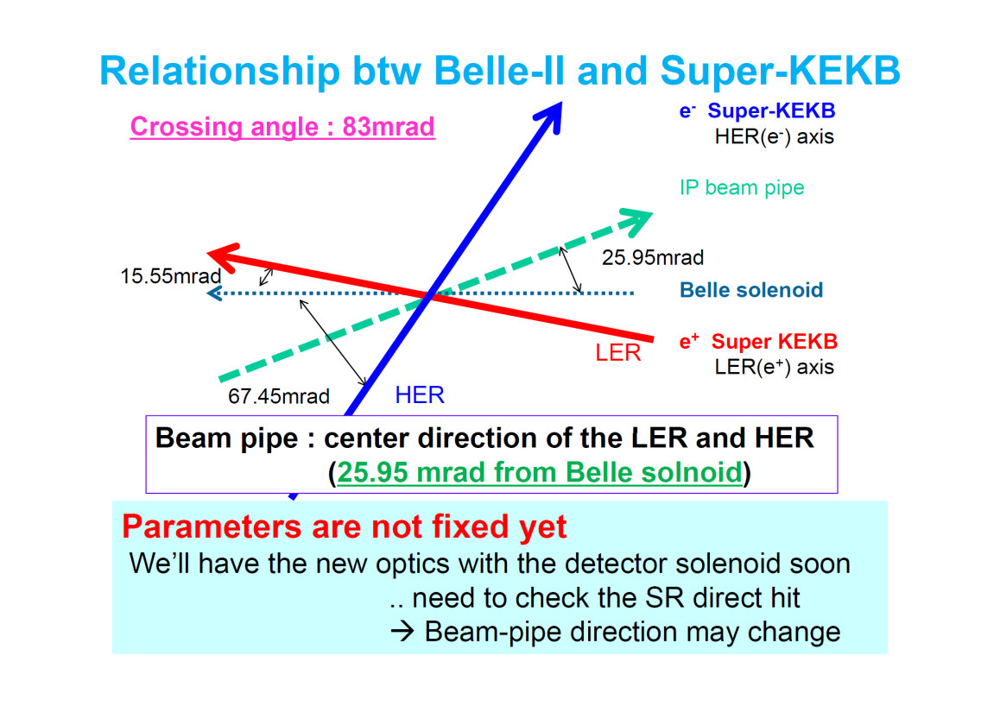 Relationship btw Belle-II and Super-KEKB
Crossing angle : 83mrad
e⁻ Super-KEKB
HER(e⁻) axis
IP beam pipe
25.95mrad
15.55mrad
Belle solenoid
e⁺ Super KEKB
LER
LER(e⁺) axis
67.45mrad
HER
Beam pipe : center direction of the LER and HER
(25.95 mrad from Belle solnoid)
Parameters are not fixed yet
We’ll have the new optics with the detector solenoid soon
.. need to check the SR direct hit
→ Beam-pipe direction may change